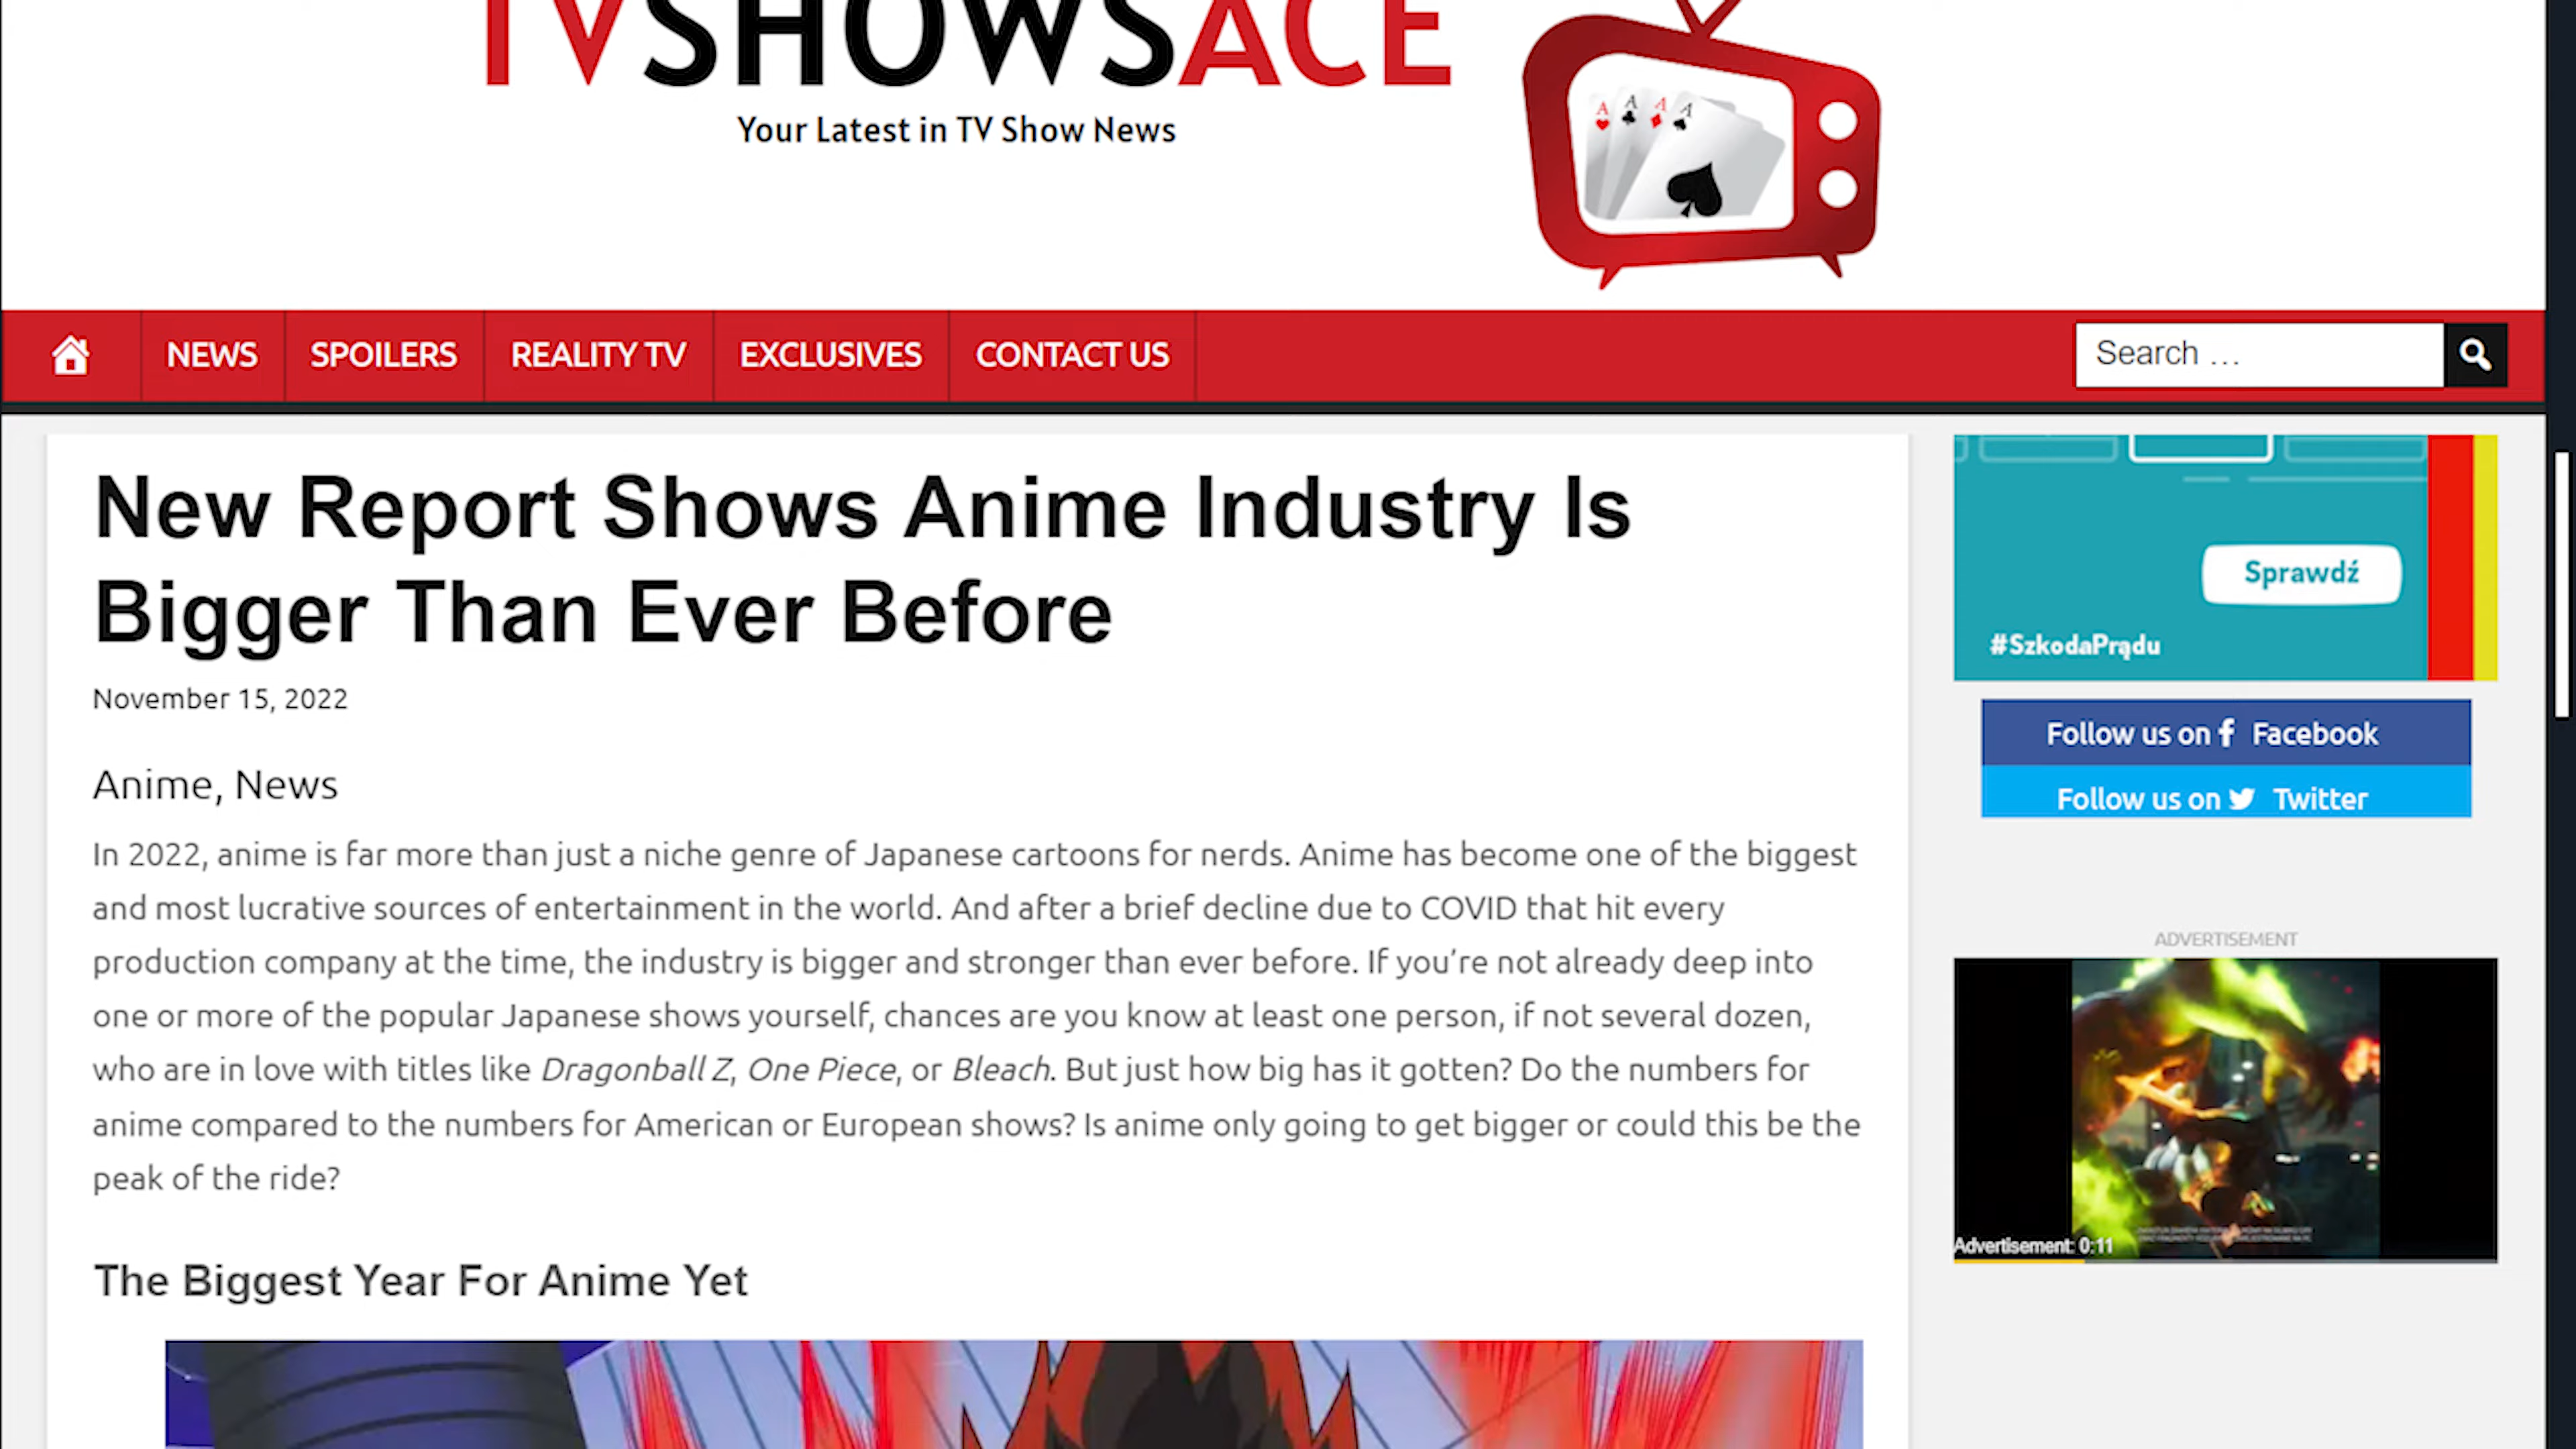 TVSHOWSACE
Your Latest in TV Show News
NEWS
SPOILERS
REALITY TV
EXCLUSIVES
CONTACT US
Search ...
New Report Shows Anime Industry Is
Bigger Than Ever Before
November 15, 2022
Anime, News
In 2022, anime is far more than just a niche genre of Japanese cartoons for nerds. Anime has become one of the biggest
and most lucrative sources of entertainment in the world. And after a brief decline due to COVID that hit every
production company at the time, the industry is bigger and stronger than ever before. If you’re not already deep into
one or more of the popular Japanese shows yourself, chances are you know at least one person, if not several dozen,
who are in love with titles like Dragonball Z, One Piece, or Bleach. But just how big has it gotten? Do the numbers for
anime compared to the numbers for American or European shows? Is anime only going to get bigger or could this be the
peak of the ride?
The Biggest Year For Anime Yet
Sprawdź
#SzkodaPrądu
Follow us on f Facebook
Follow us on Twitter
ADVERTISEMENT
Advertisement: 0:11
A A A A